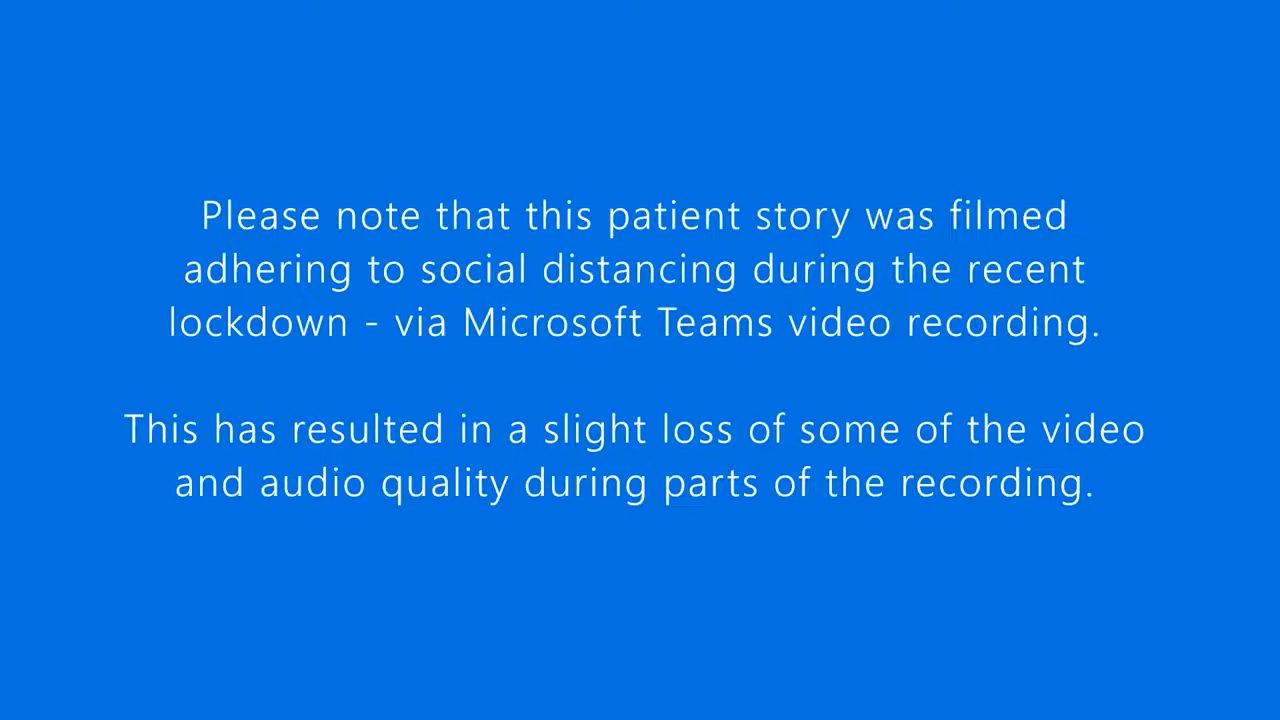 Please note that this patient story was filmed
adhering to social distancing during the recent
lockdown - via Microsoft Teams video recording.
This has resulted in a slight loss of some of the video
and audio quality during parts of the recording.